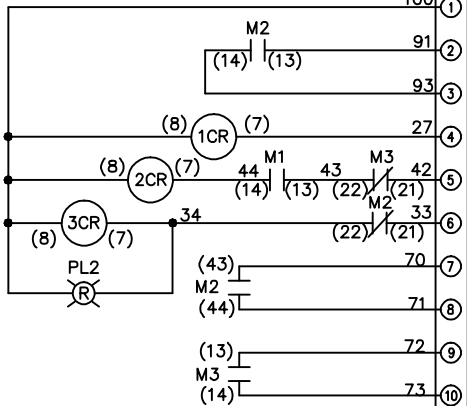 100 1
M2
91 2
(14) (13)
93 3
(8) 1CR (7) 27 4
(8) 2CR (7) 44 M1 43 M3 42 5
(14) (13) (22) (21)
3CR 34 M2 33 6
(8) (7) (22) (21)
PL2
R
(43) 70 7
M2
(44) 71 8
(13) 72 9
M3
(14) 73 10